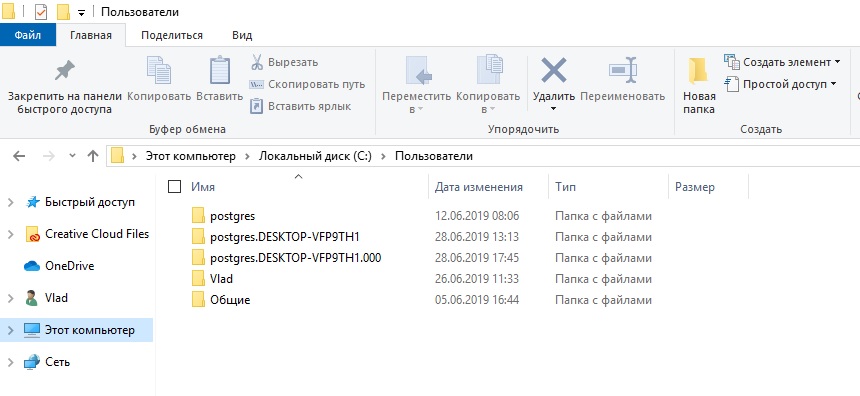 Пользователи
Файл Главная Поделиться Вид
Закрепить на панели быстрого доступа
Копировать
Вставить
Вырезать
Скопировать путь
Вставить ярлык
Буфер обмена
Переместить в
Копировать в
Удалить
Переименовать
Упорядочить
Новая папка
Создать элемент
Простой доступ
Создать
Этот компьютер > Локальный диск (C:) > Пользователи
Быстрый доступ
Creative Cloud Files
OneDrive
Vlad
Этот компьютер
Сеть
Имя Дата изменения Тип Размер
postgres 12.06.2019 08:06 Папка с файлами
postgres.DESKTOP-VFP9TH1 28.06.2019 13:13 Папка с файлами
postgres.DESKTOP-VFP9TH1.000 28.06.2019 17:45 Папка с файлами
Vlad 26.06.2019 11:33 Папка с файлами
Общие 05.06.2019 16:44 Папка с файлами